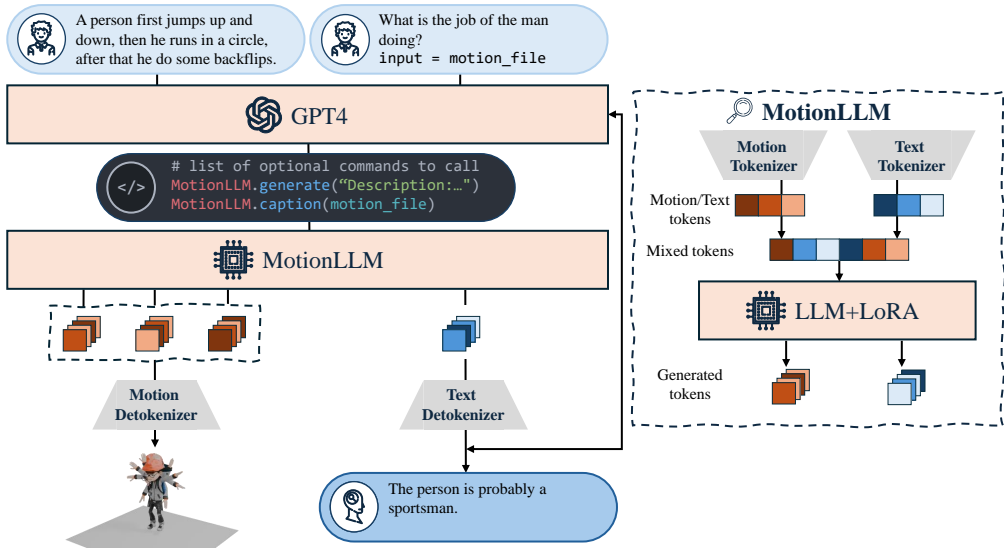 A person first jumps up and
down, then he runs in a circle,
after that he do some backflips.
What is the job of the man
doing?
input = motion_file
GPT4
</>
# list of optional commands to call
MotionLLM.generate(“Description:…")
MotionLLM.caption(motion_file)
MotionLLM
Motion
Detokenizer
Text
Detokenizer
The person is probably a
sportsman.
MotionLLM
Motion
Tokenizer
Text
Tokenizer
Motion/Text
tokens
Mixed tokens
LLM+LoRA
Generated
tokens